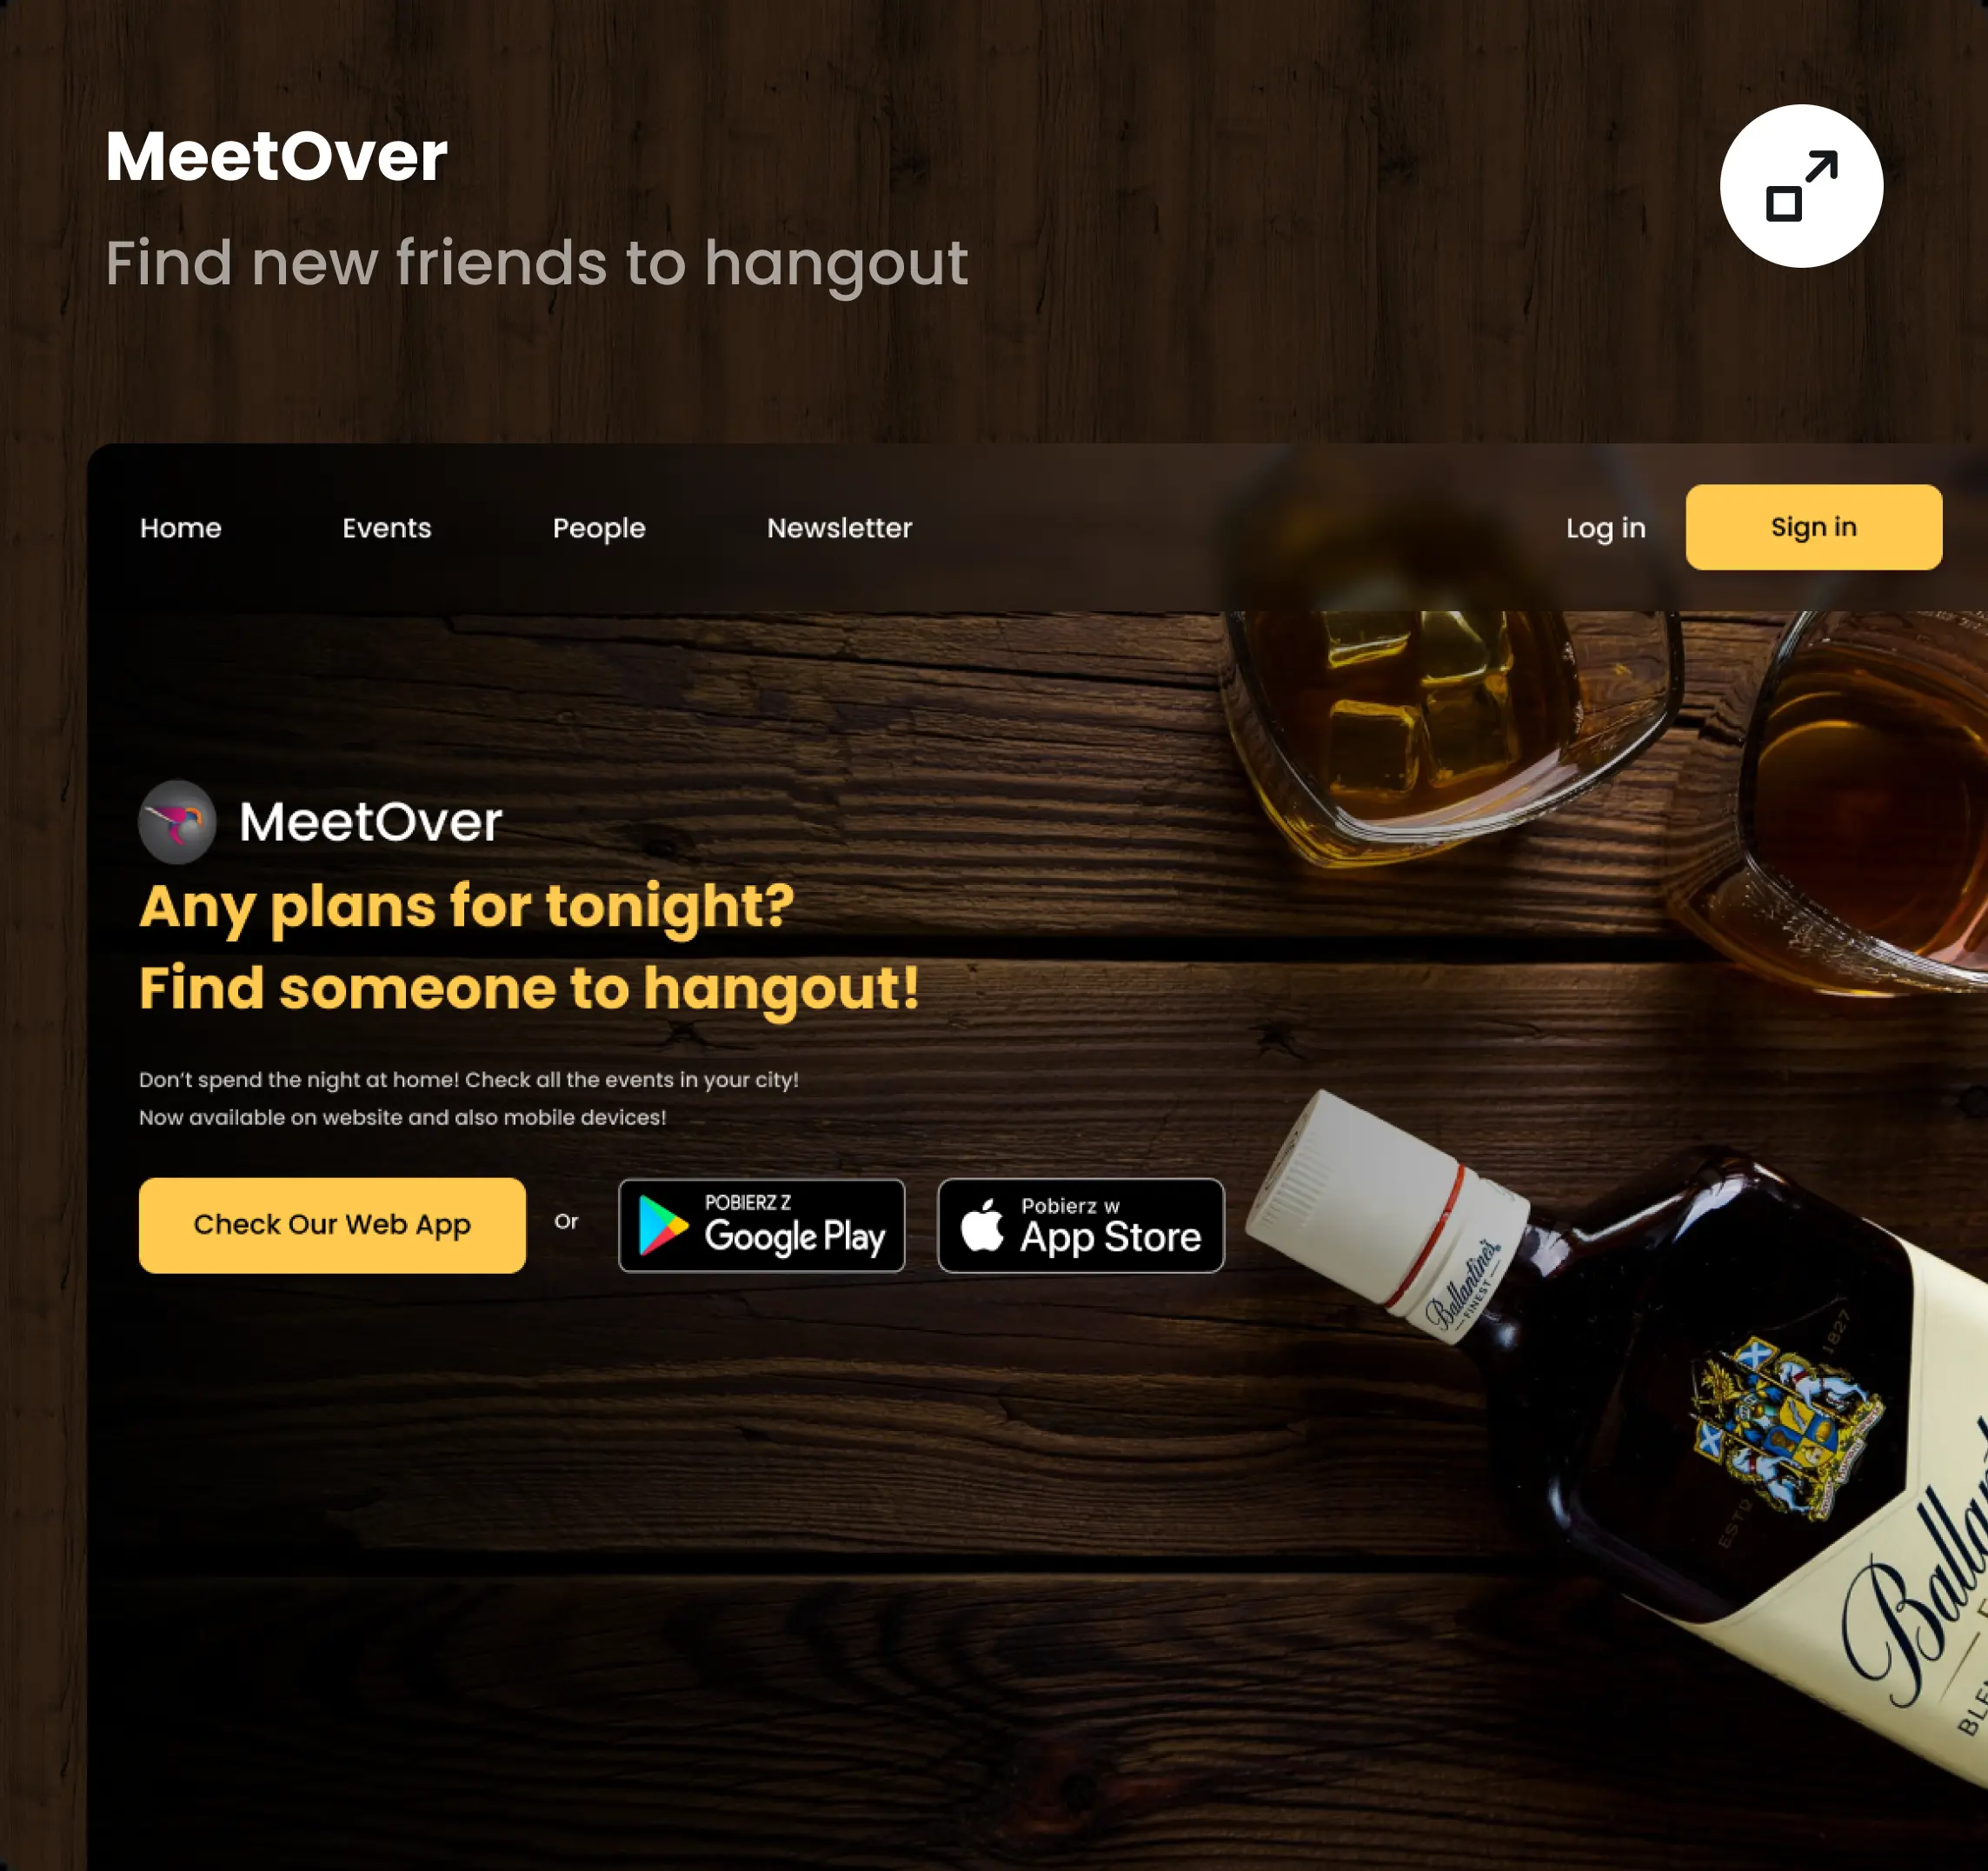 MeetOver
Find new friends to hangout
Home Events People Newsletter Log in Sign in
MeetOver
Any plans for tonight?
Find someone to hangout!
Don't spend the night at home! Check all the events in your city!
Now available on website and also mobile devices!
Check Our Web App Or POBIERZ Z Google Play Pobierz w App Store
Ballantine's
FINEST
1827
ESTD